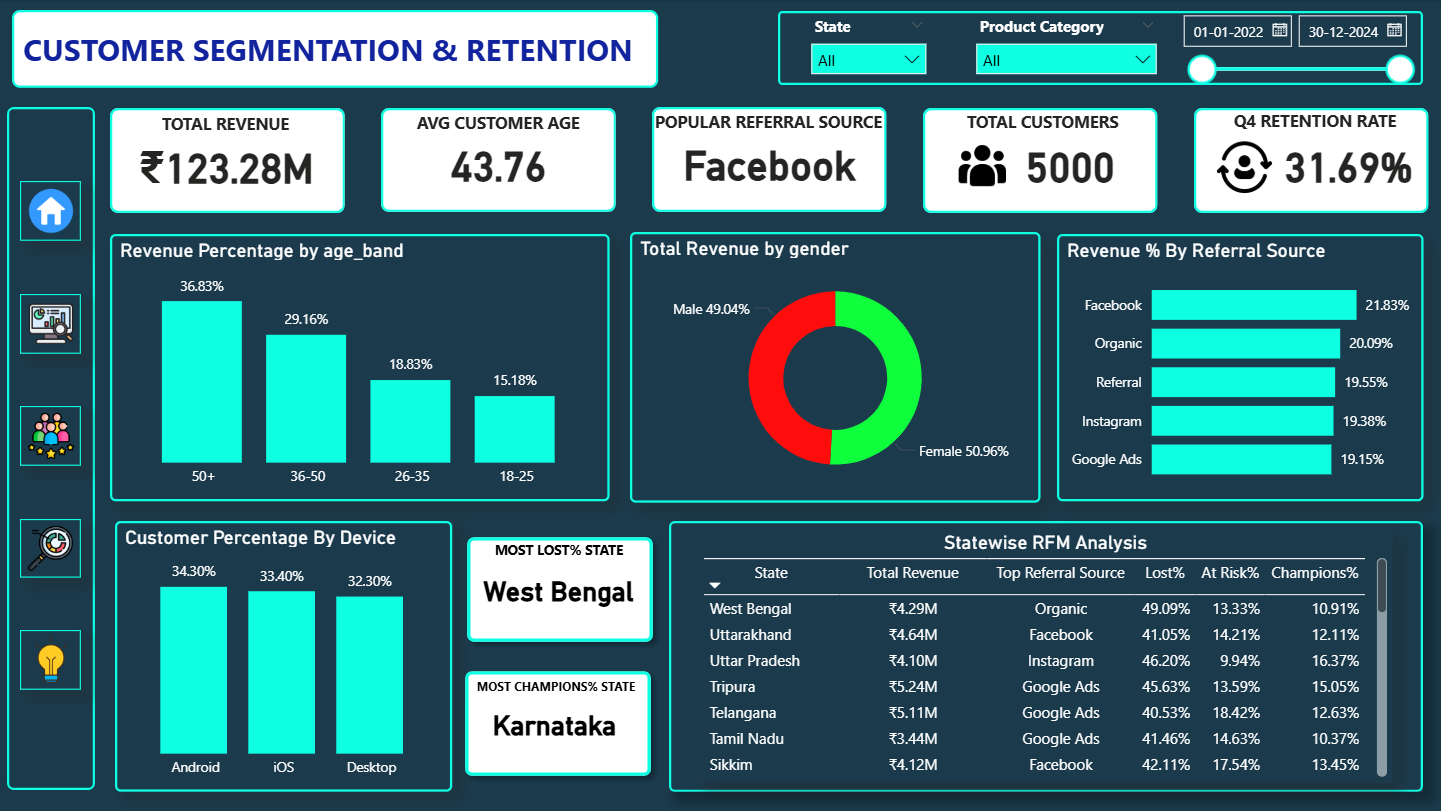 CUSTOMER SEGMENTATION & RETENTION
State
All
Product Category
All
01-01-2022
30-12-2024
TOTAL REVENUE
₹123.28M
AVG CUSTOMER AGE
43.76
POPULAR REFERRAL SOURCE
Facebook
TOTAL CUSTOMERS
5000
Q4 RETENTION RATE
31.69%
Revenue Percentage by age_band
36.83%
29.16%
18.83%
15.18%
50+
36-50
26-35
18-25
Total Revenue by gender
Male 49.04%
Female 50.96%
Revenue % By Referral Source
Facebook 21.83%
Organic 20.09%
Referral 19.55%
Instagram 19.38%
Google Ads 19.15%
Customer Percentage By Device
34.30%
33.40%
32.30%
Android
iOS
Desktop
MOST LOST% STATE
West Bengal
MOST CHAMPIONS% STATE
Karnataka
Statewise RFM Analysis
State Total Revenue Top Referral Source Lost% At Risk% Champions%
West Bengal ₹4.29M Organic 49.09% 13.33% 10.91%
Uttarakhand ₹4.64M Facebook 41.05% 14.21% 12.11%
Uttar Pradesh ₹4.10M Instagram 46.20% 9.94% 16.37%
Tripura ₹5.24M Google Ads 45.63% 13.59% 15.05%
Telangana ₹5.11M Google Ads 40.53% 18.42% 12.63%
Tamil Nadu ₹3.44M Google Ads 41.46% 14.63% 10.37%
Sikkim ₹4.12M Facebook 42.11% 17.54% 13.45%